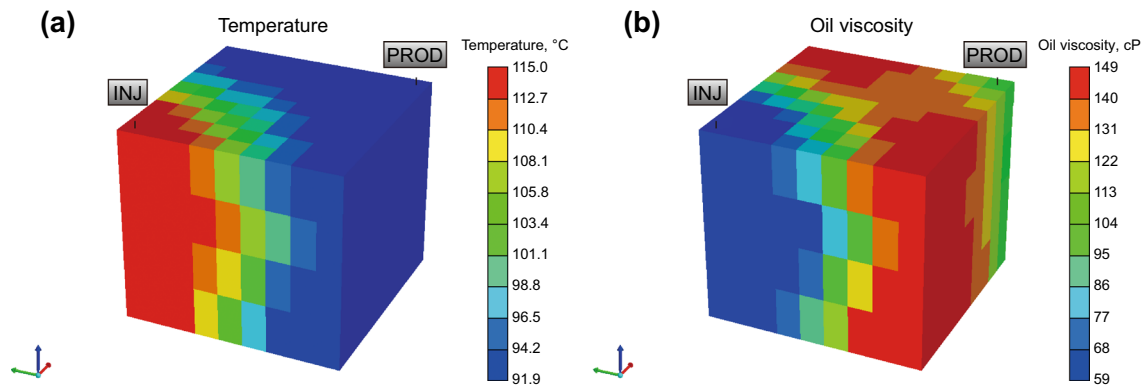 (a)
Temperature
Temperature, °C
INJ
PROD
115.0
112.7
110.4
108.1
105.8
103.4
101.1
98.8
96.5
94.2
91.9
(b)
Oil viscosity
Oil viscosity, cP
INJ
PROD
149
140
131
122
113
104
95
86
77
68
59